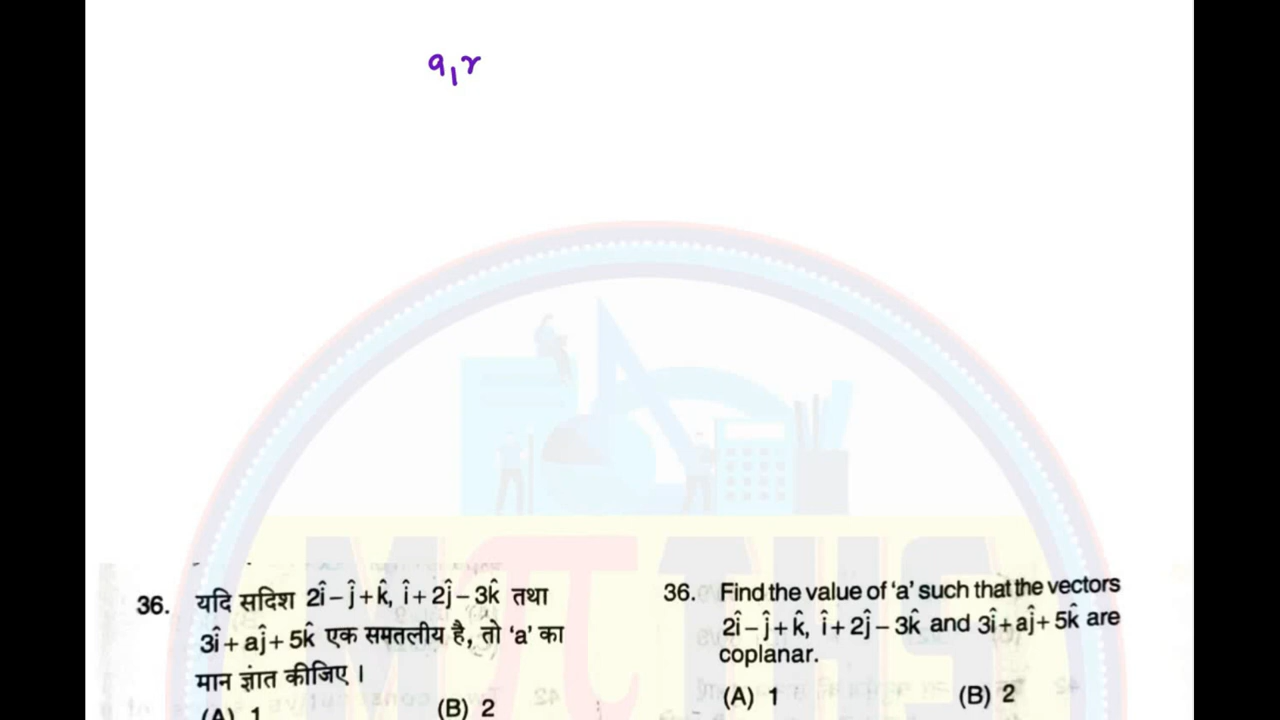 a,r
36. यदि सदिश 2î – ĵ + k̂, î + 2ĵ – 3k̂ तथा
3î + aĵ + 5k̂ एक समतलीय है, तो ‘a’ का
मान ज्ञात कीजिए ।
(A) 1 (B) 2
36. Find the value of ‘a’ such that the vectors
2î – ĵ + k̂, î + 2ĵ – 3k̂ and 3î + aĵ + 5k̂ are
coplanar.
(A) 1 (B) 2
MπTHS